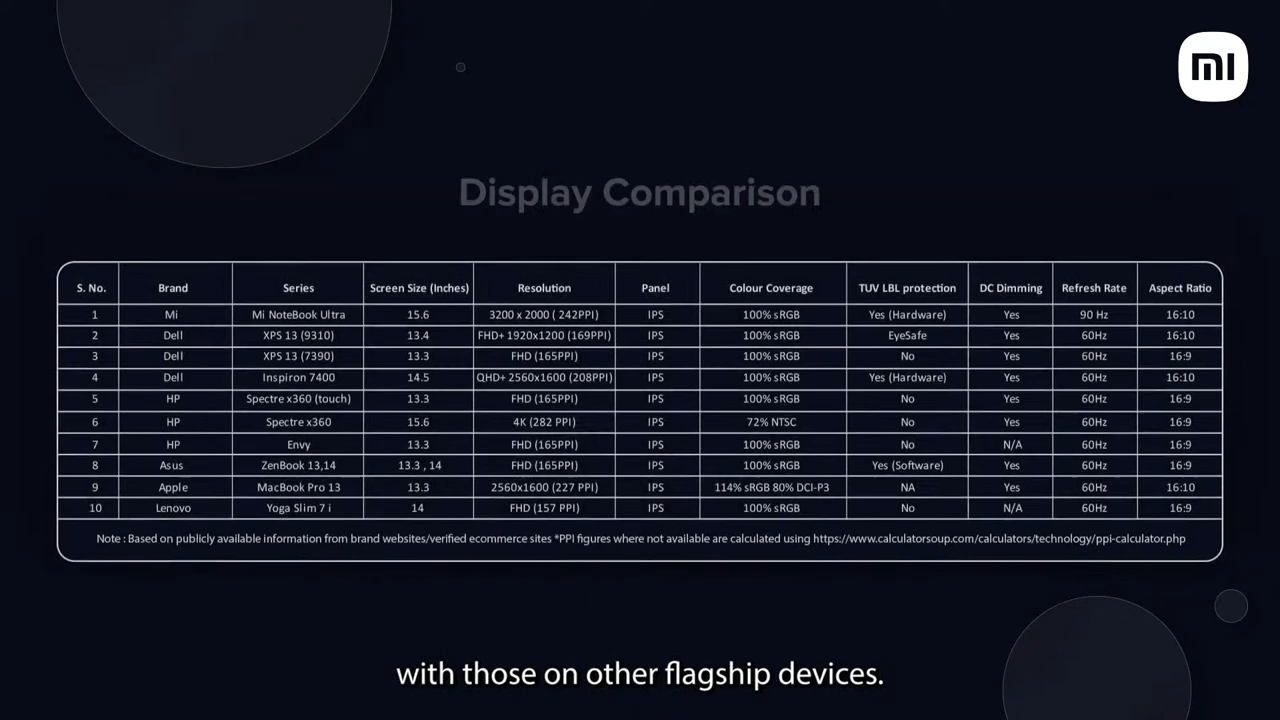 mi
Display Comparison
S. No. Brand Series Screen Size (Inches) Resolution Panel Colour Coverage TUV LBL protection DC Dimming Refresh Rate Aspect Ratio
1 Mi Mi NoteBook Ultra 15.6 3200 x 2000 ( 242PPI) IPS 100% sRGB Yes (Hardware) Yes 90 Hz 16:10
2 Dell XPS 13 (9310) 13.4 FHD+ 1920x1200 (169PPI) IPS 100% sRGB EyeSafe Yes 60Hz 16:10
3 Dell XPS 13 (7390) 13.3 FHD (165PPI) IPS 100% sRGB No Yes 60Hz 16:9
4 Dell Inspiron 7400 14.5 QHD+ 2560x1600 (208PPI) IPS 100% sRGB Yes (Hardware) Yes 60Hz 16:10
5 HP Spectre x360 (touch) 13.3 FHD (165PPI) IPS 100% sRGB No Yes 60Hz 16:9
6 HP Spectre x360 15.6 4K (282 PPI) IPS 72% NTSC No Yes 60Hz 16:9
7 HP Envy 13.3 FHD (165PPI) IPS 100% sRGB No N/A 60Hz 16:9
8 Asus ZenBook 13,14 13.3 , 14 FHD (165PPI) IPS 100% sRGB Yes (Software) Yes 60Hz 16:9
9 Apple MacBook Pro 13 13.3 2560x1600 (227 PPI) IPS 114% sRGB 80% DCI-P3 NA Yes 60Hz 16:10
10 Lenovo Yoga Slim 7 i 14 FHD (157 PPI) IPS 100% sRGB No N/A 60Hz 16:9
Note : Based on publicly available information from brand websites/verified ecommerce sites *PPI figures where not available are calculated using https://www.calculatorsoup.com/calculators/technology/ppi-calculator.php
with those on other flagship devices.